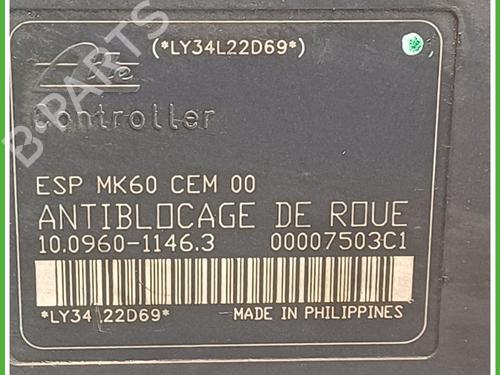 (*LY34L22D69*)
Ate
Controller
B-PARTS
ESP MK60 CEM 00
ANTIBLOCAGE DE ROUE
10.0960-1146.3 00007503C1
*LY34L22D69* MADE IN PHILIPPINES